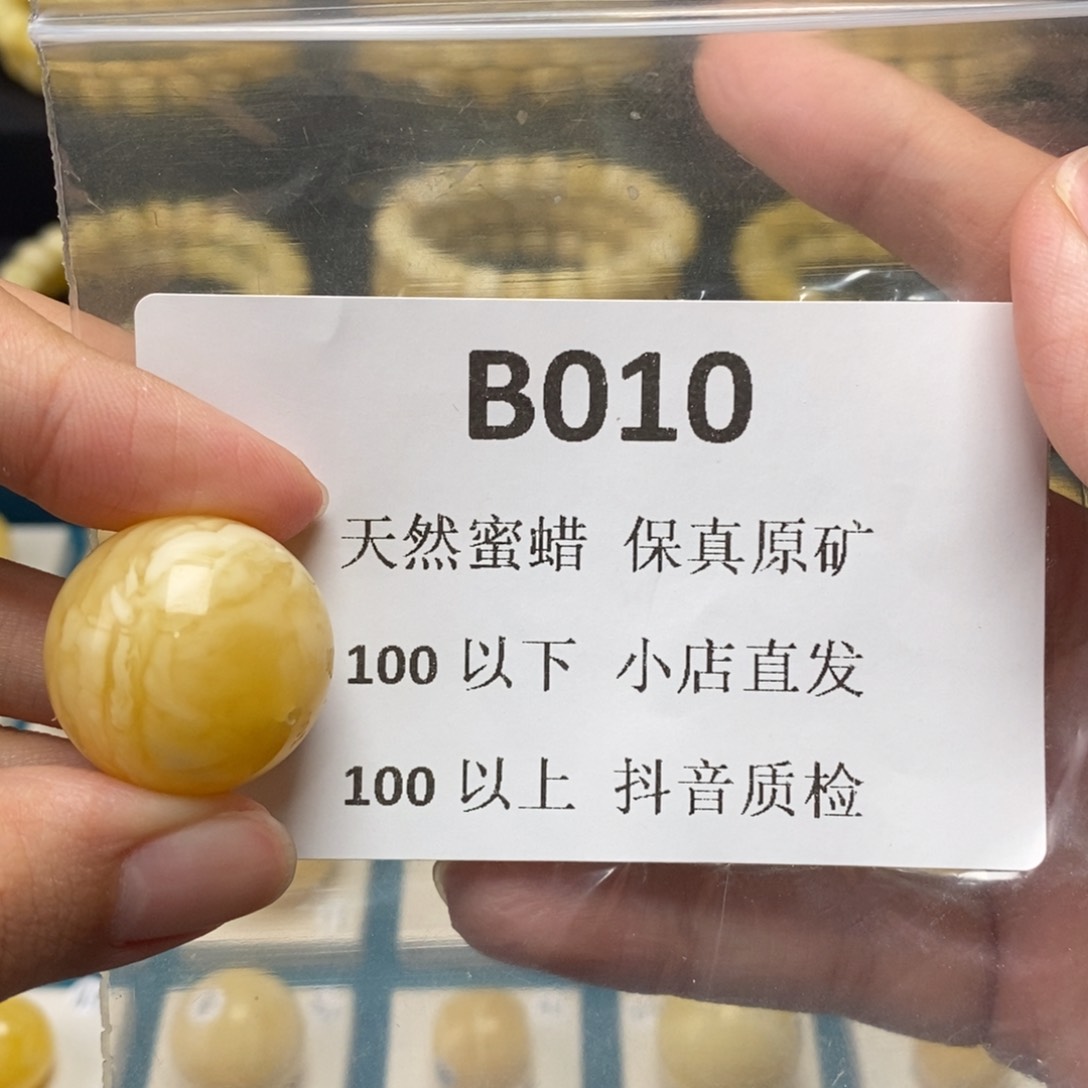 B010
天然蜜蜡 保真原矿
100 以下 小店直发
100 以上 抖音质检